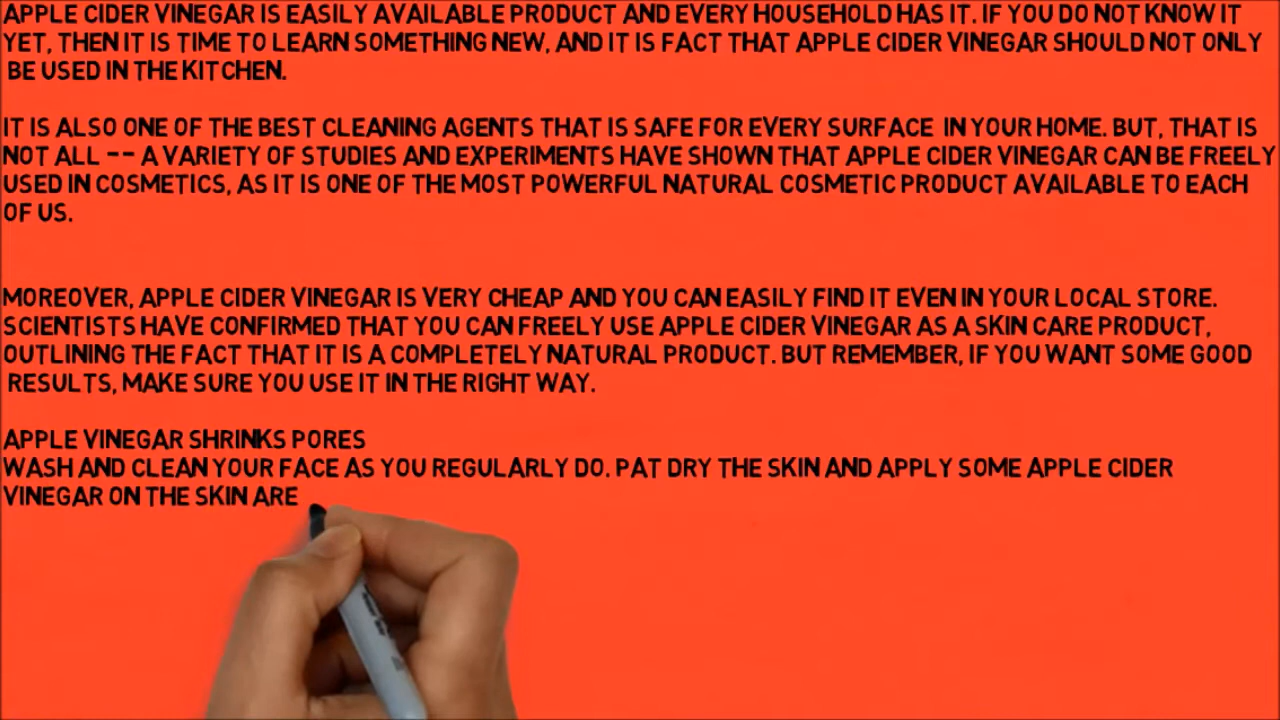 APPLE CIDER VINEGAR IS EASILY AVAILABLE PRODUCT AND EVERY HOUSEHOLD HAS IT. IF YOU DO NOT KNOW IT
YET, THEN IT IS TIME TO LEARN SOMETHING NEW, AND IT IS FACT THAT APPLE CIDER VINEGAR SHOULD NOT ONLY
BE USED IN THE KITCHEN.
IT IS ALSO ONE OF THE BEST CLEANING AGENTS THAT IS SAFE FOR EVERY SURFACE IN YOUR HOME. BUT, THAT IS
NOT ALL -- A VARIETY OF STUDIES AND EXPERIMENTS HAVE SHOWN THAT APPLE CIDER VINEGAR CAN BE FREELY
USED IN COSMETICS, AS IT IS ONE OF THE MOST POWERFUL NATURAL COSMETIC PRODUCT AVAILABLE TO EACH
OF US.
MOREOVER, APPLE CIDER VINEGAR IS VERY CHEAP AND YOU CAN EASILY FIND IT EVEN IN YOUR LOCAL STORE.
SCIENTISTS HAVE CONFIRMED THAT YOU CAN FREELY USE APPLE CIDER VINEGAR AS A SKIN CARE PRODUCT,
OUTLINING THE FACT THAT IT IS A COMPLETELY NATURAL PRODUCT. BUT REMEMBER, IF YOU WANT SOME GOOD
RESULTS, MAKE SURE YOU USE IT IN THE RIGHT WAY.
APPLE VINEGAR SHRINKS PORES
WASH AND CLEAN YOUR FACE AS YOU REGULARLY DO. PAT DRY THE SKIN AND APPLY SOME APPLE CIDER
VINEGAR ON THE SKIN ARE